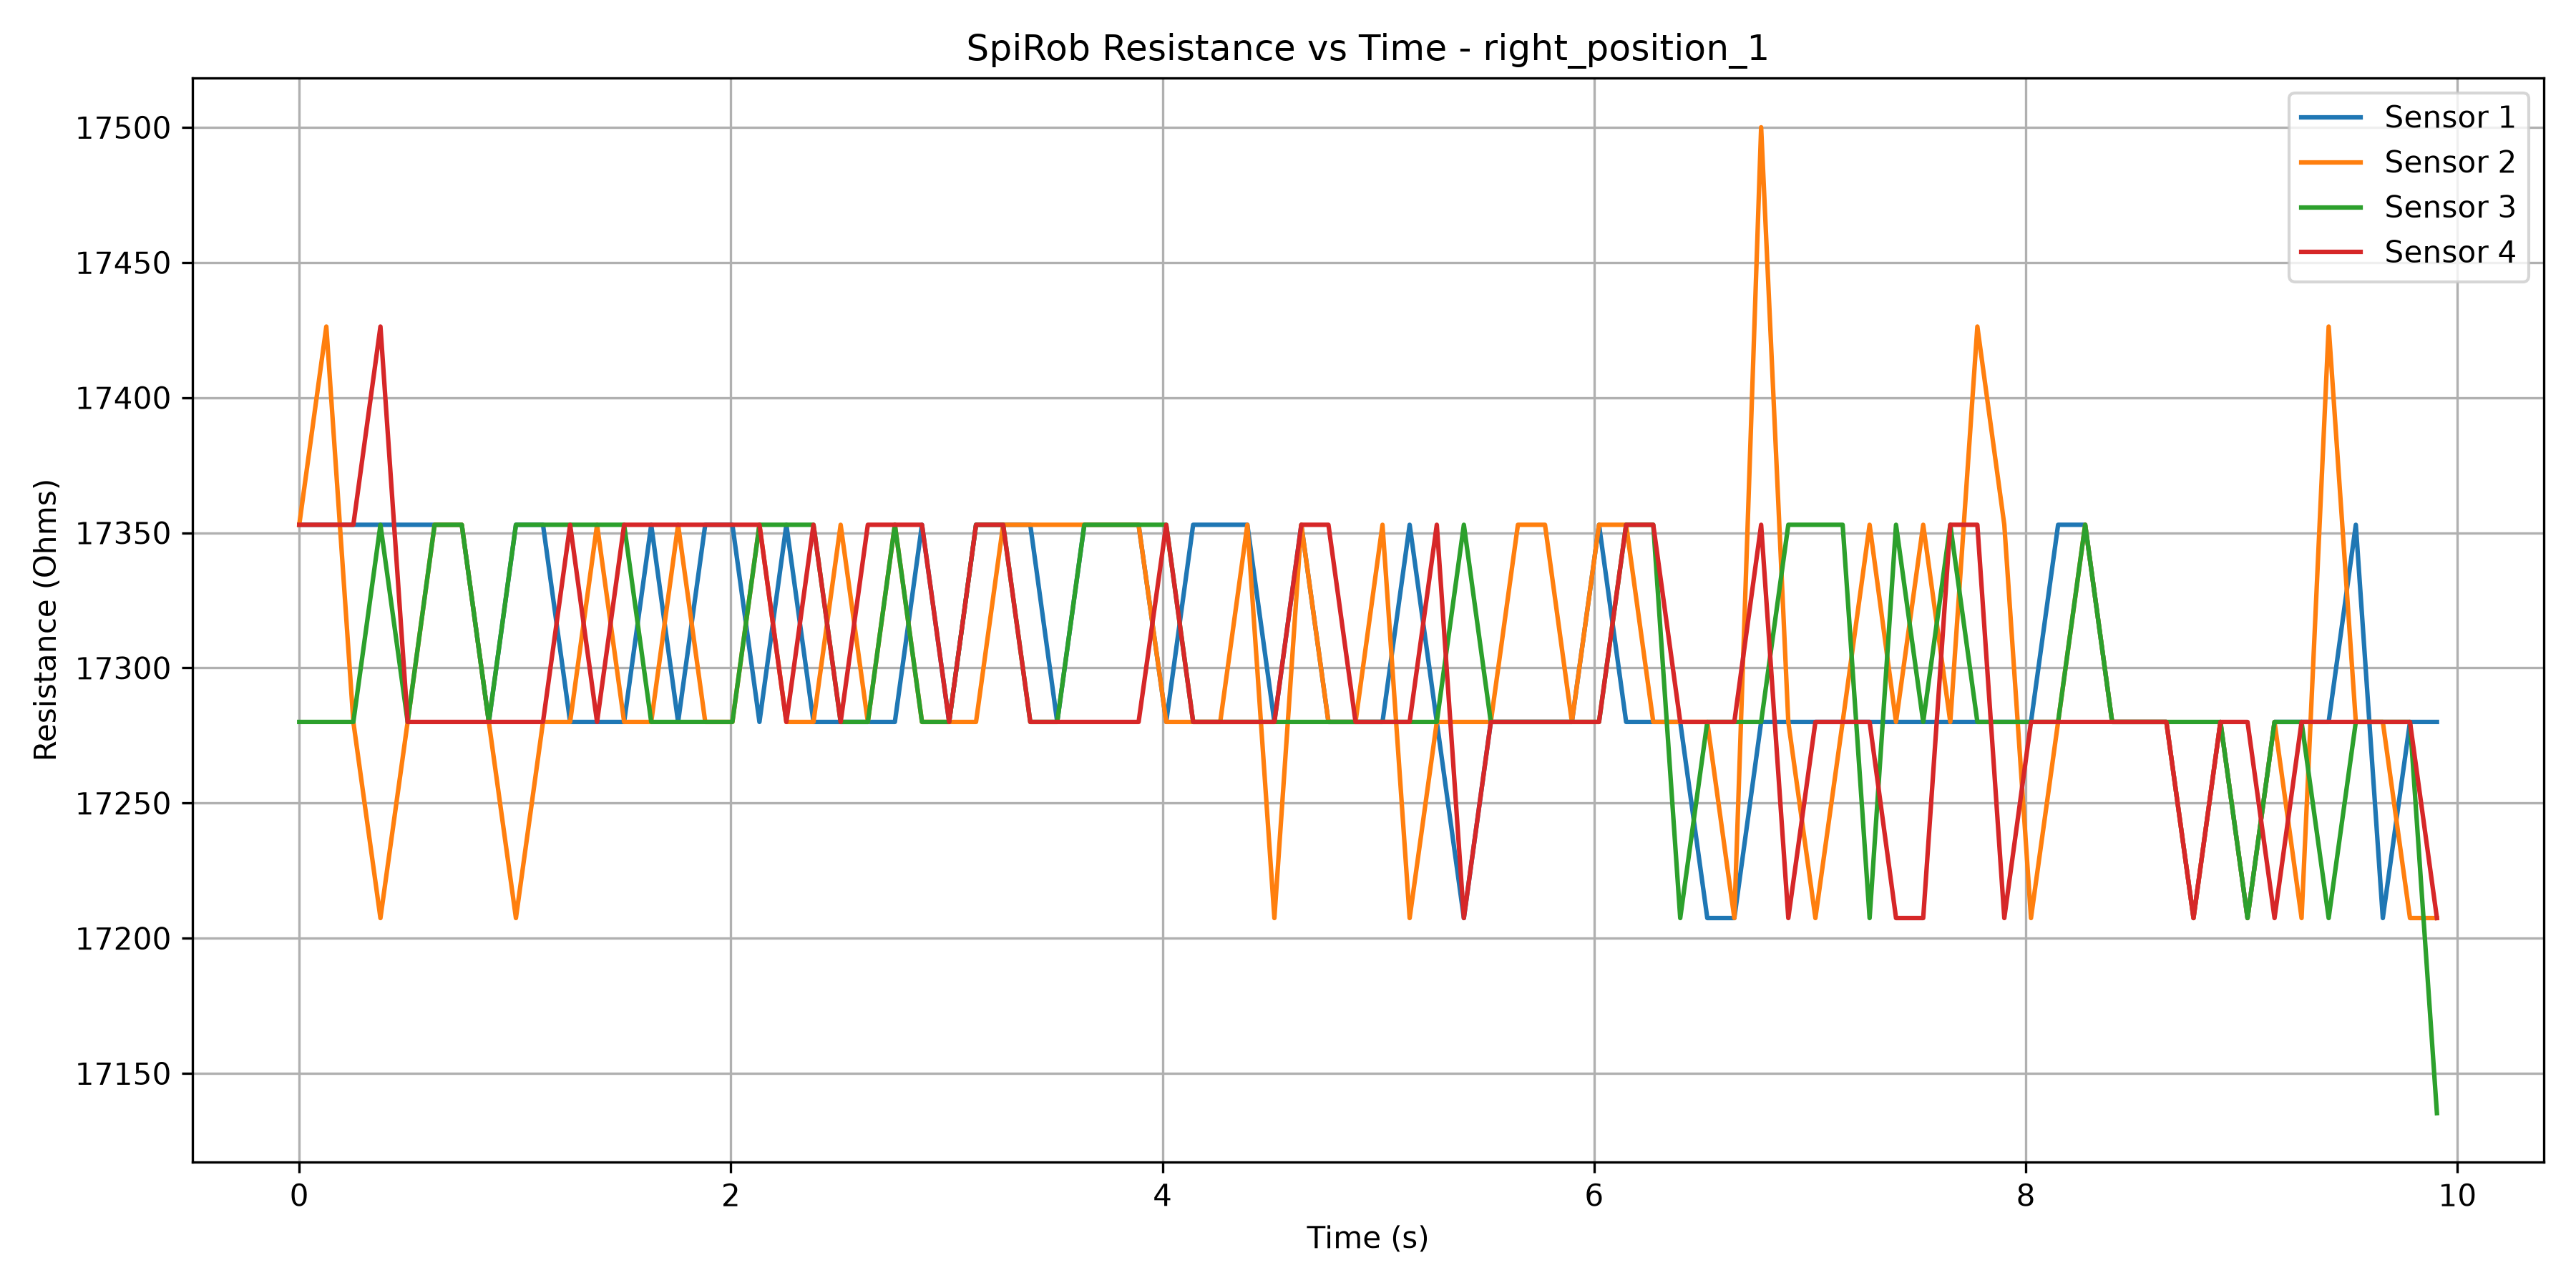 SpiRob Resistance vs Time - right_position_1
Resistance (Ohms)
17500
17450
17400
17350
17300
17250
17200
17150
Sensor 1
Sensor 2
Sensor 3
Sensor 4
0 2 4 6 8 10
Time (s)